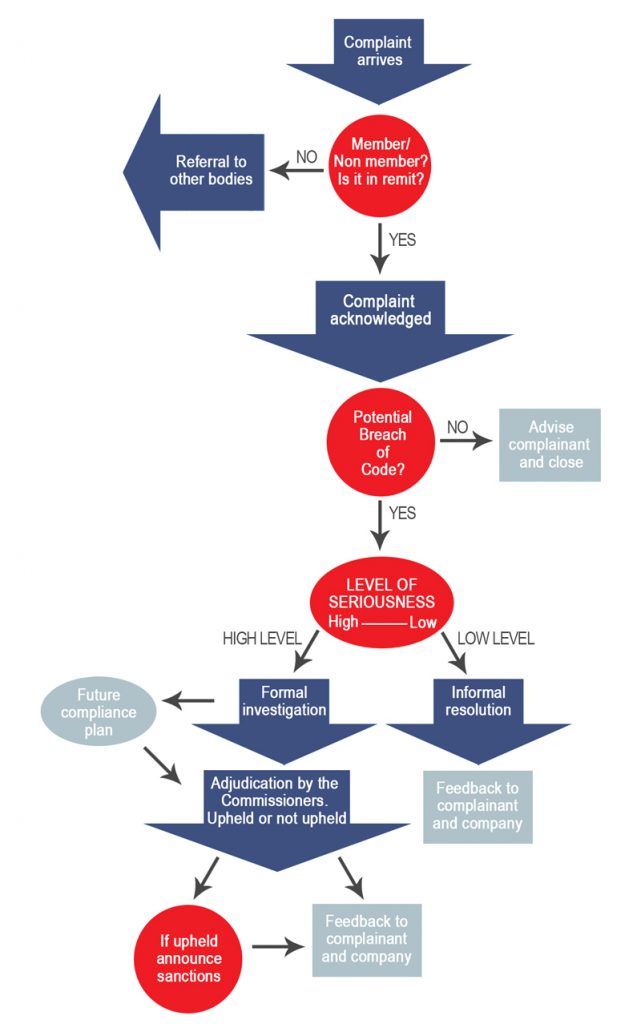 Complaint
arrives
Member/
Non member?
Is it in remit?
NO
Referral to
other bodies
YES
Complaint
acknowledged
Potential
Breach
of
Code?
NO
Advise
complainant
and close
YES
LEVEL OF
SERIOUSNESS
High Low
HIGH LEVEL
LOW LEVEL
Future
compliance
plan
Formal
investigation
Informal
resolution
Adjudication by the
Commissioners.
Upheld or not upheld
Feedback to
complainant
and company
If upheld
announce
sanctions
Feedback to
complainant
and company